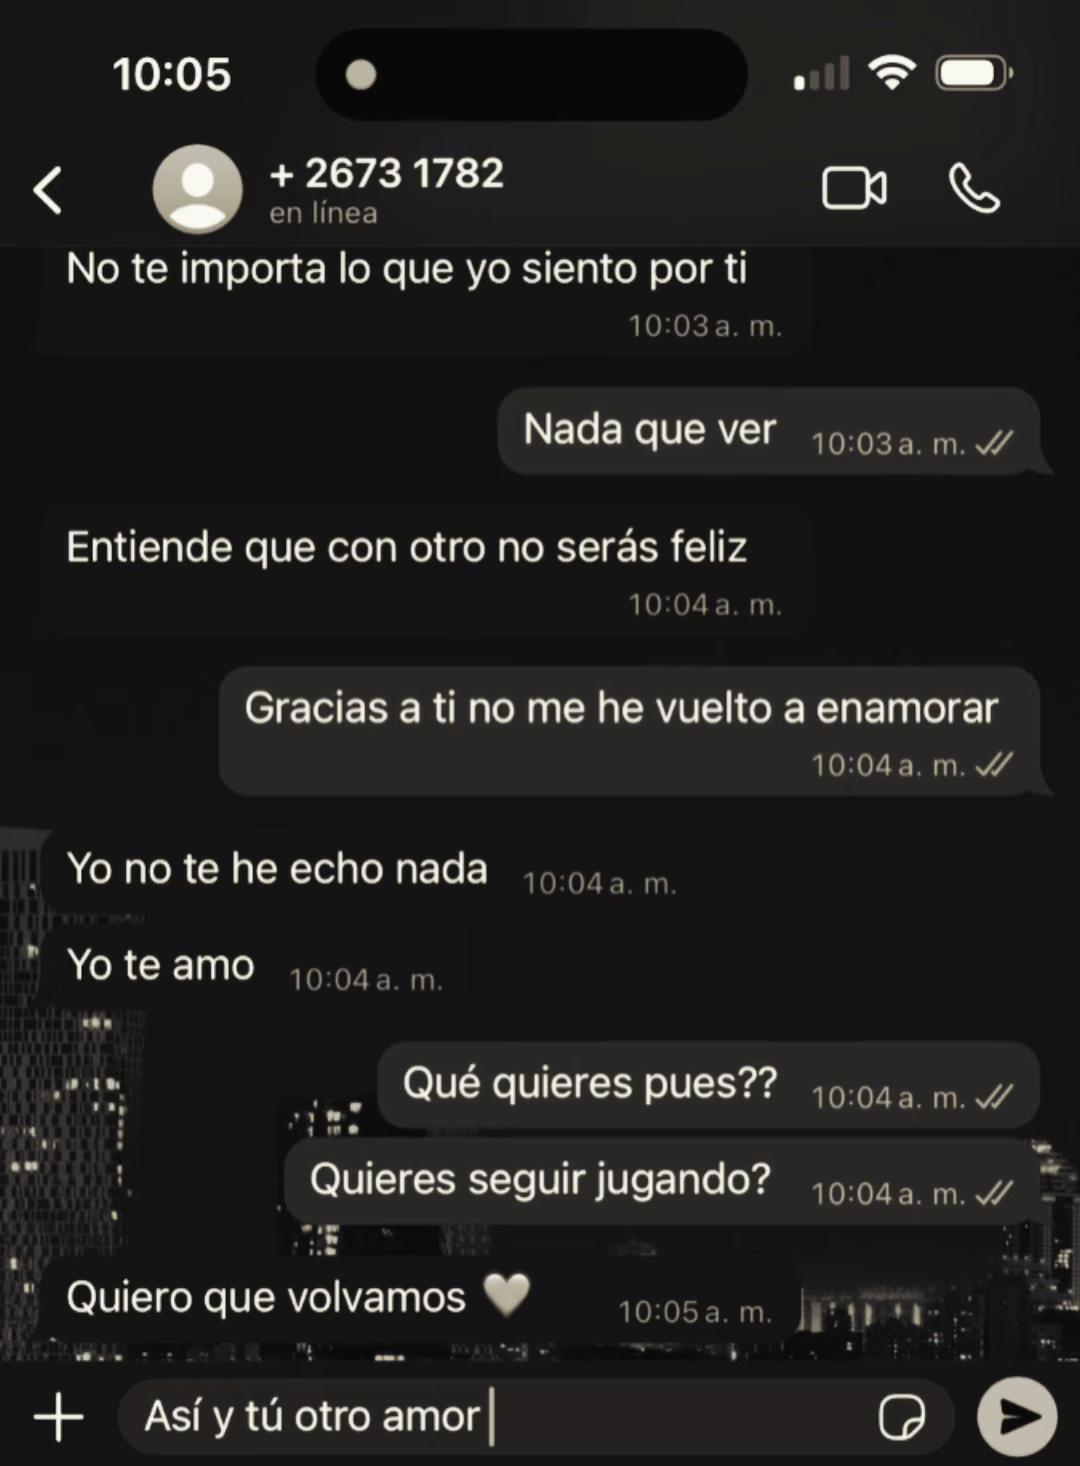 10:05
+ 2673 1782
en línea
No te importa lo que yo siento por ti
10:03 a. m.
Nada que ver 10:03 a. m.
Entiende que con otro no serás feliz
10:04 a. m.
Gracias a ti no me he vuelto a enamorar
10:04 a. m.
Yo no te he echo nada 10:04 a. m.
Yo te amo 10:04 a. m.
Qué quieres pues?? 10:04 a. m.
Quieres seguir jugando? 10:04 a. m.
Quiero que volvamos 🤍 10:05 a. m.
Así y tú otro amor